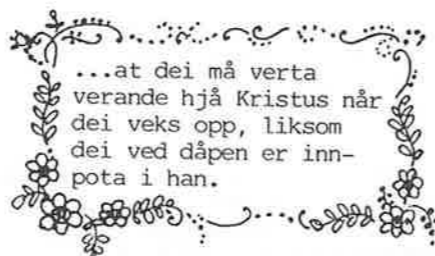 ...at dei må verta
verande hjå Kristus når
dei veks opp, liksom
dei ved dåpen er inn-
pota i han.